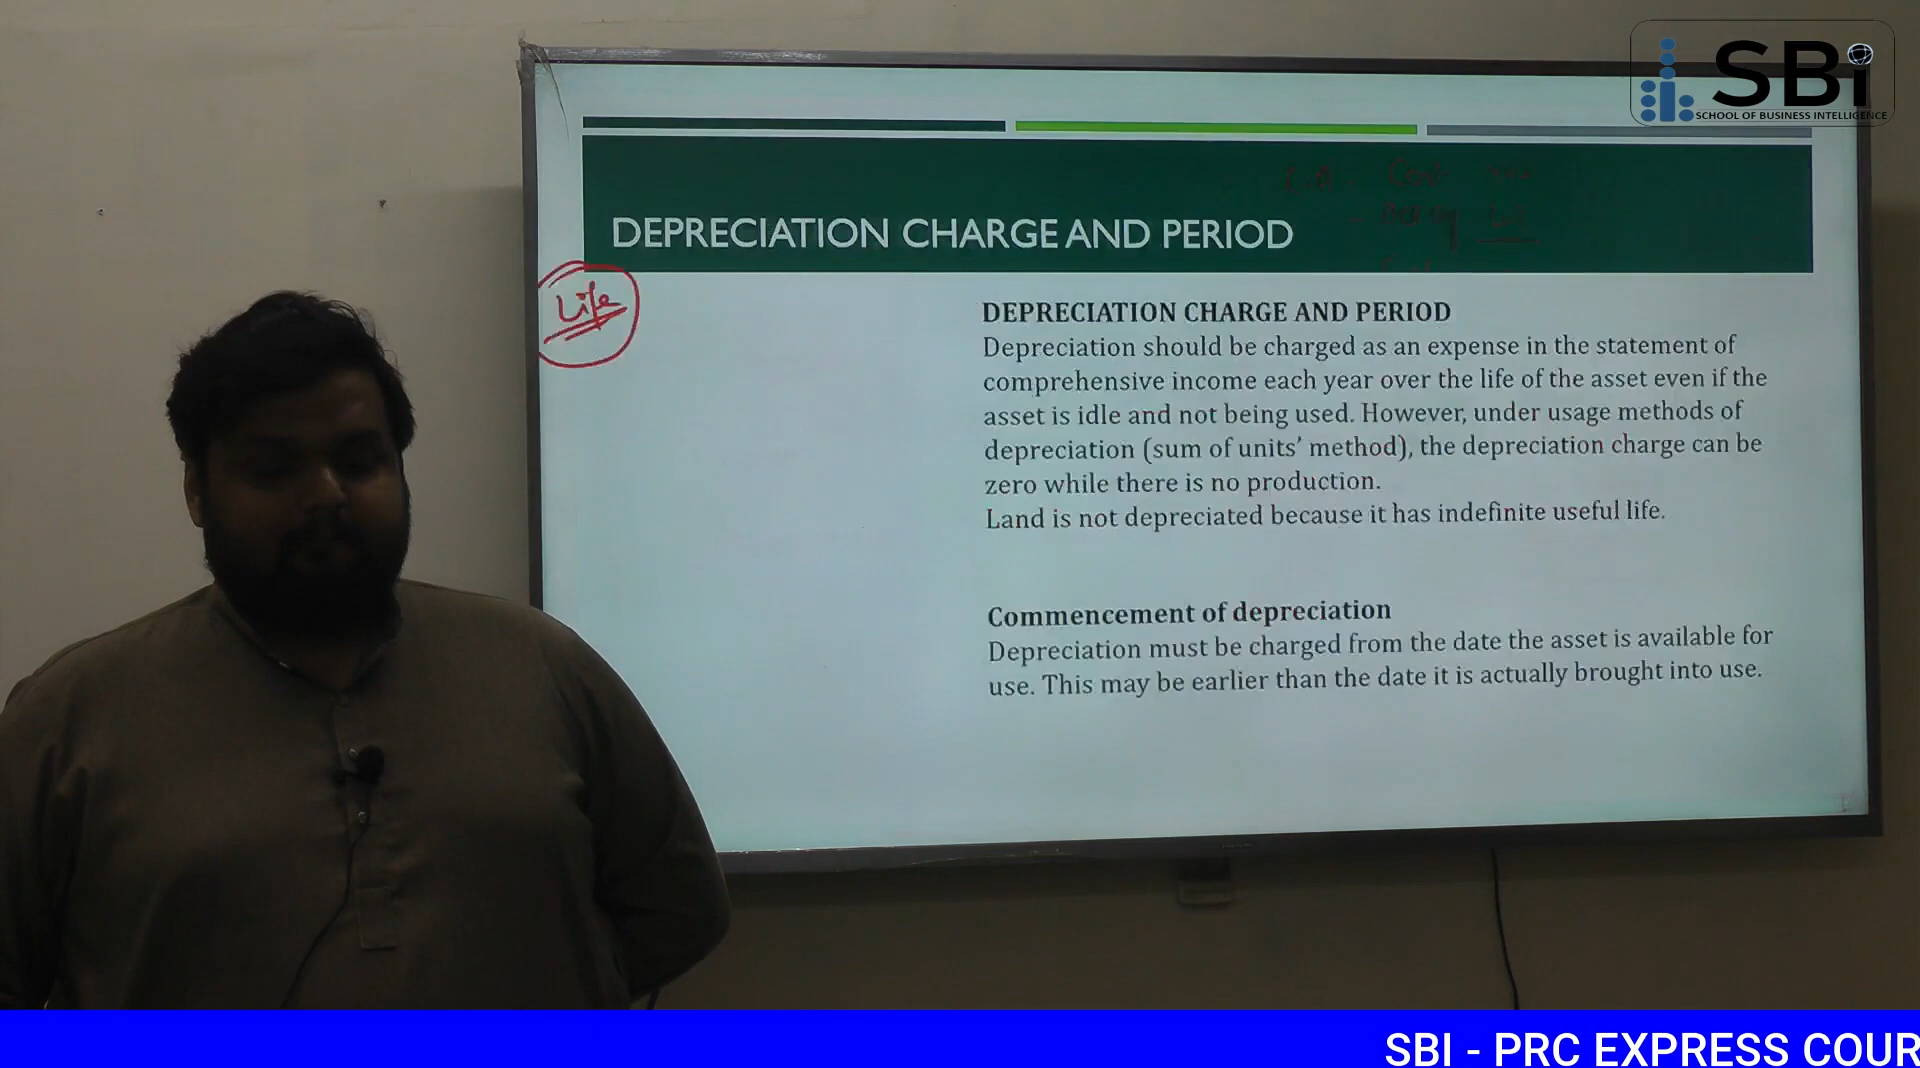 SBi
SCHOOL OF BUSINESS INTELLIGENCE
Cost
DEPRECIATION CHARGE AND PERIOD
Life
DEPRECIATION CHARGE AND PERIOD
Depreciation should be charged as an expense in the statement of
comprehensive income each year over the life of the asset even if the
asset is idle and not being used. However, under usage methods of
depreciation (sum of units’ method), the depreciation charge can be
zero while there is no production.
Land is not depreciated because it has indefinite useful life.
Commencement of depreciation
Depreciation must be charged from the date the asset is available for
use. This may be earlier than the date it is actually brought into use.
SBI - PRC EXPRESS COUR